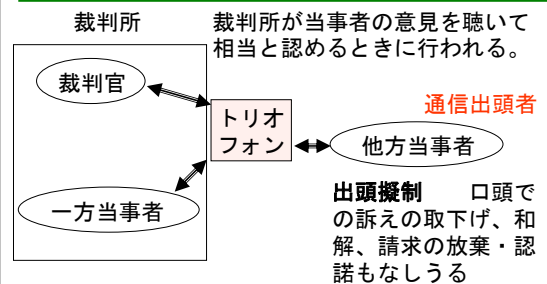 裁判所
裁判所が当事者の意見を聴いて
相当と認めるときに行われる。
裁判官
トリオ
フォン
通信出頭者
他方当事者
一方当事者
出頭擬制　口頭で
の訴えの取下げ、和
解、請求の放棄・認
諾もなしうる